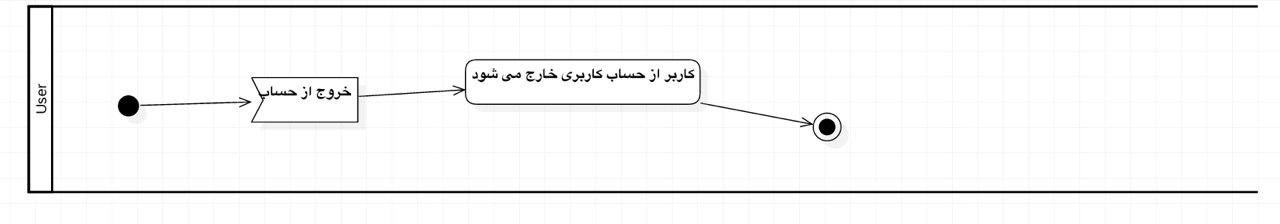 User
خروج از حساب
کاربر از حساب کاربری خارج می شود